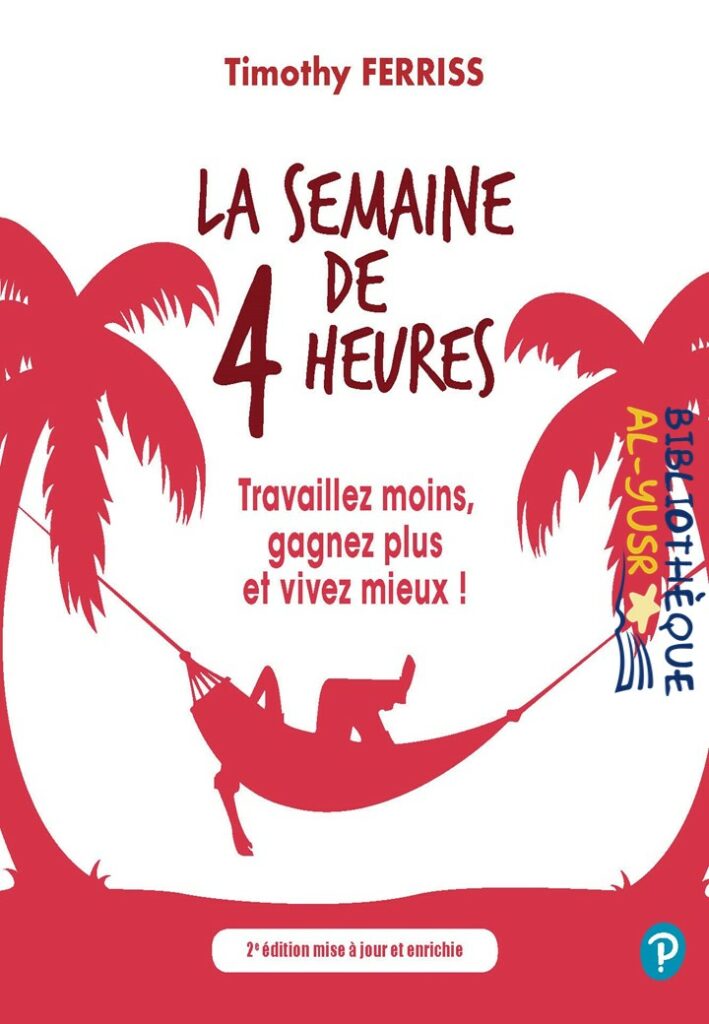 Timothy FERRISS
LA SEMAINE
DE
4 HEURES
Travaillez moins,
gagnez plus
et vivez mieux !
BIBLIOTHÈQUE
AL-YUSR
2e édition mise à jour et enrichie
P